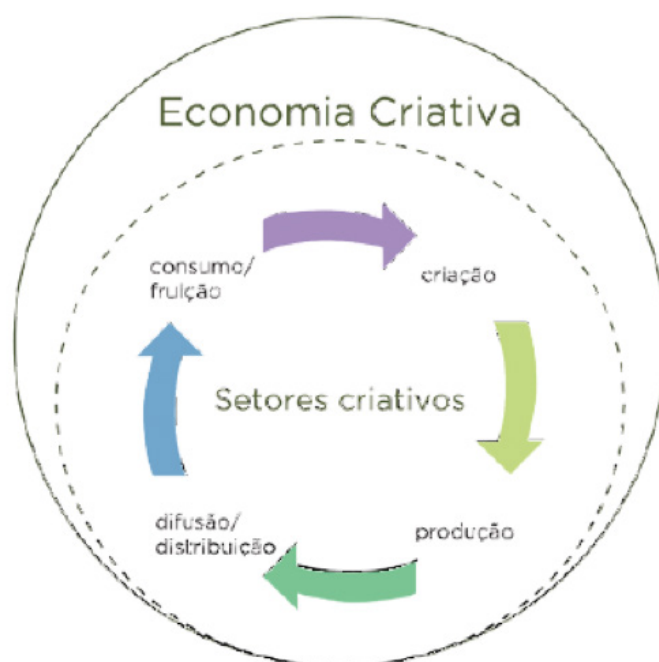 Economia Criativa
consumo/
fruição
criação
Setores criativos
difusão/
distribuição
produção